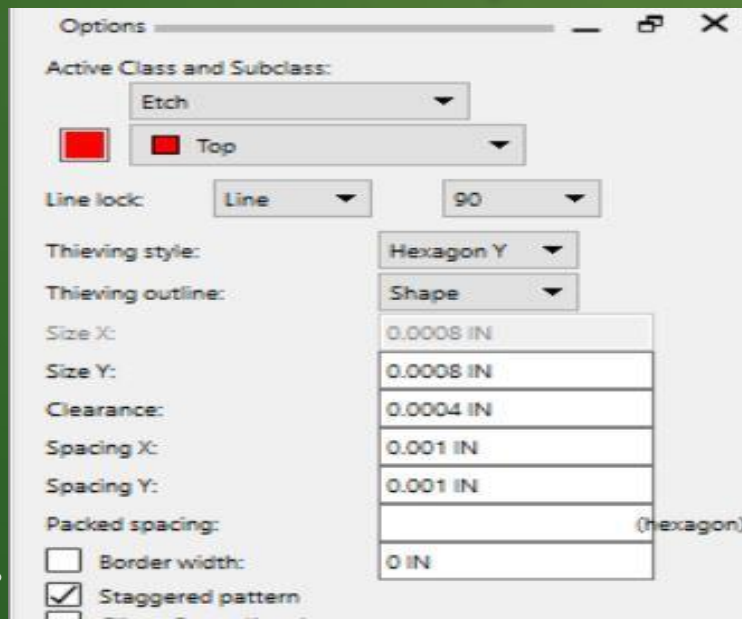 Options
Active Class and Subclass:
Etch
Top
Line lock: Line 90
Thieving style: Hexagon Y
Thieving outline: Shape
Size X: 0.0008 IN
Size Y: 0.0008 IN
Clearance: 0.0004 IN
Spacing X: 0.001 IN
Spacing Y: 0.001 IN
Packed spacing: (hexagon)
Border width: 0 IN
Staggered pattern